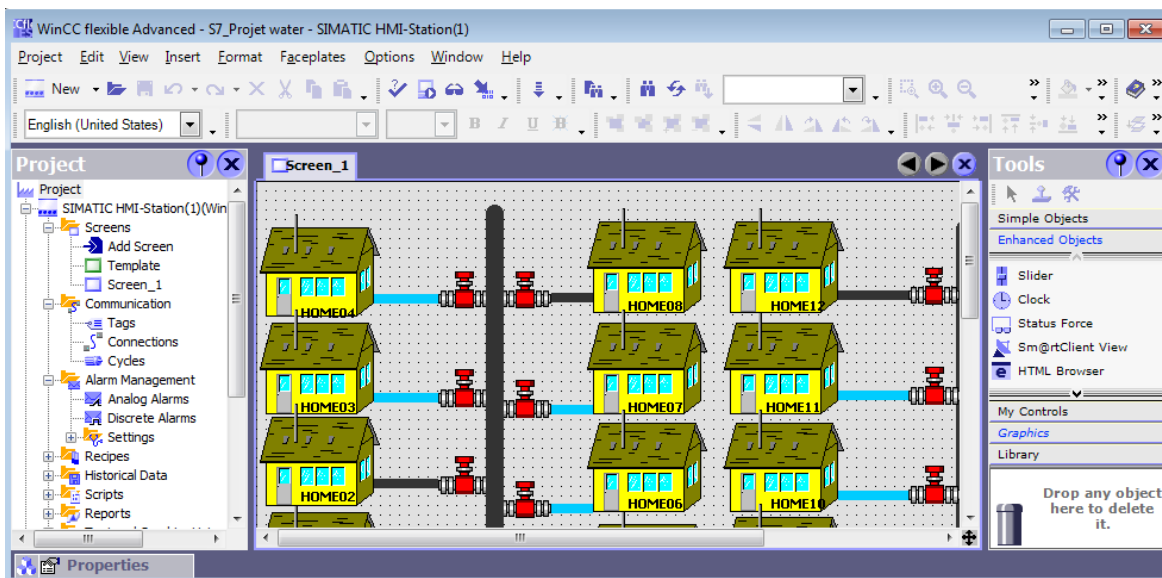 WinCC flexible Advanced - S7_Projet water - SIMATIC HMI-Station(1)
Project Edit View Insert Format Faceplates Options Window Help
New
English (United States)
B I U
Project
Project
SIMATIC HMI-Station(1)(Win
Screens
Add Screen
Template
Screen_1
Communication
Tags
Connections
Cycles
Alarm Management
Analog Alarms
Discrete Alarms
Settings
Recipes
Historical Data
Scripts
Reports
Screen_1
HOME04
HOME08
HOME12
HOME03
HOME07
HOME11
HOME02
HOME06
HOME10
Tools
Simple Objects
Enhanced Objects
Slider
Clock
Status Force
Sm@rtClient View
HTML Browser
My Controls
Graphics
Library
Drop any object
here to delete
it.
Properties